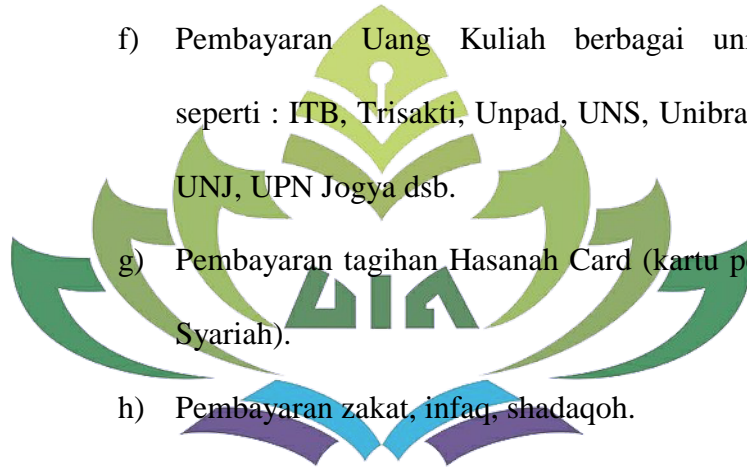 f) Pembayaran Uang Kuliah berbagai uni
seperti : ITB, Trisakti, Unpad, UNS, Unibra
UNJ, UPN Jogya dsb.
g) Pembayaran tagihan Hasanah Card (kartu p
Syariah).
h) Pembayaran zakat, infaq, shadaqoh.